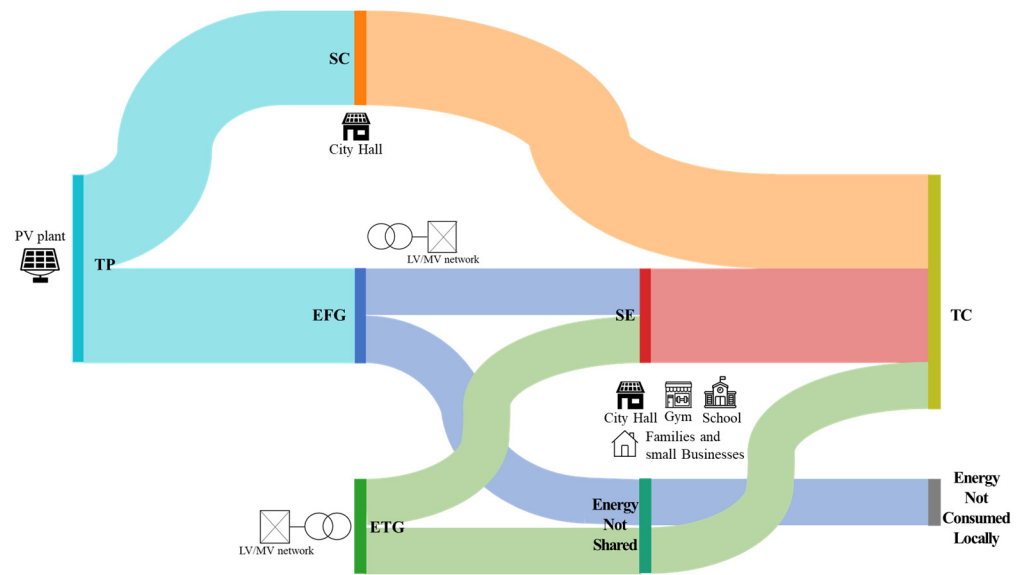 SC
City Hall
PV plant
TP
LV/MV network
EFG
SE
TC
City Hall
Gym
School
Families and
small Businesses
ETG
LV/MV network
Energy
Not
Shared
Energy
Not
Consumed
Locally